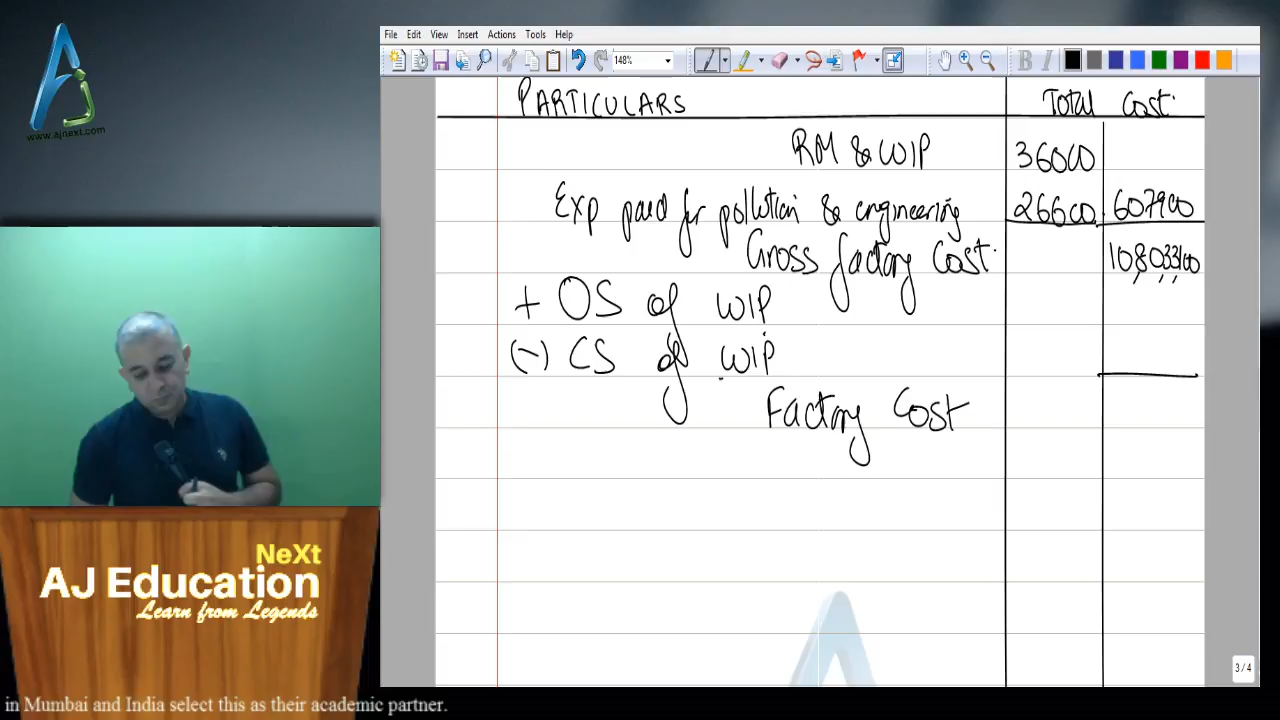 www.ajnext.com
File Edit View Insert Actions Tools Help
148%
PARTICULARS Total Cost
RM & WIP 36000
Exp paid for pollution & engineering 26600 607900
Gross factory Cost 108033100
+ OS of WIP
(-) CS of WIP
Factory Cost
NeXt
AJ Education
Learn from Legends
3 / 4
in Mumbai and India select this as their academic partner.